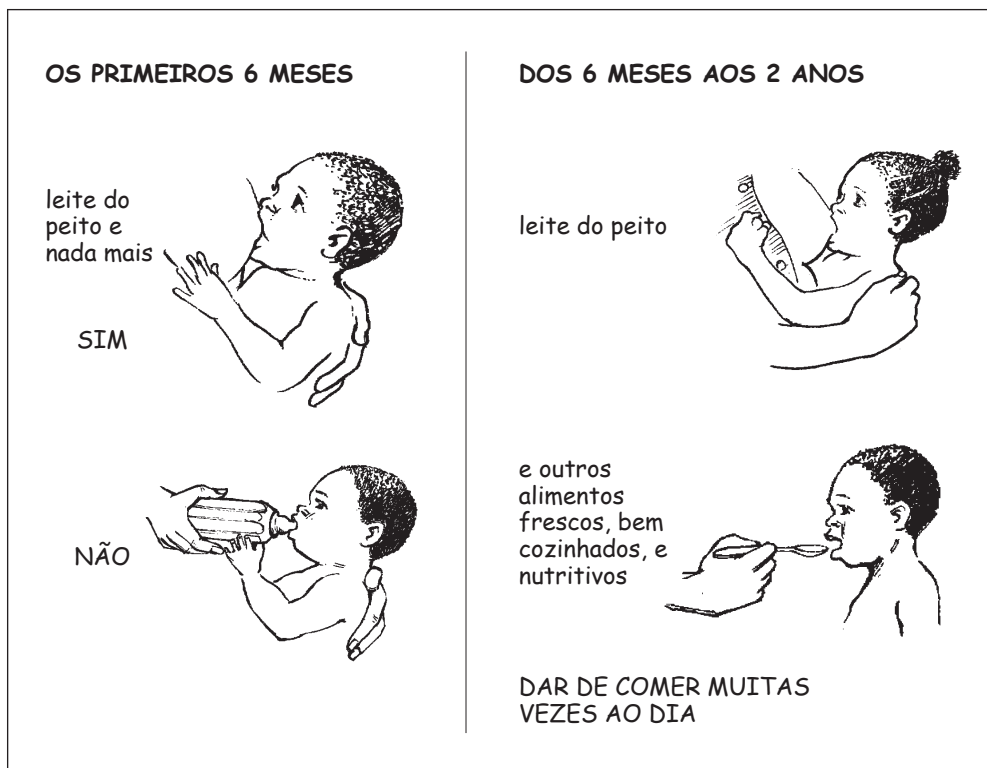 OS PRIMEIROS 6 MESES
leite do
peito e
nada mais
SIM
NÃO
DOS 6 MESES AOS 2 ANOS
leite do peito
e outros
alimentos
frescos, bem
cozinhados, e
nutritivos
DAR DE COMER MUITAS
VEZES AO DIA